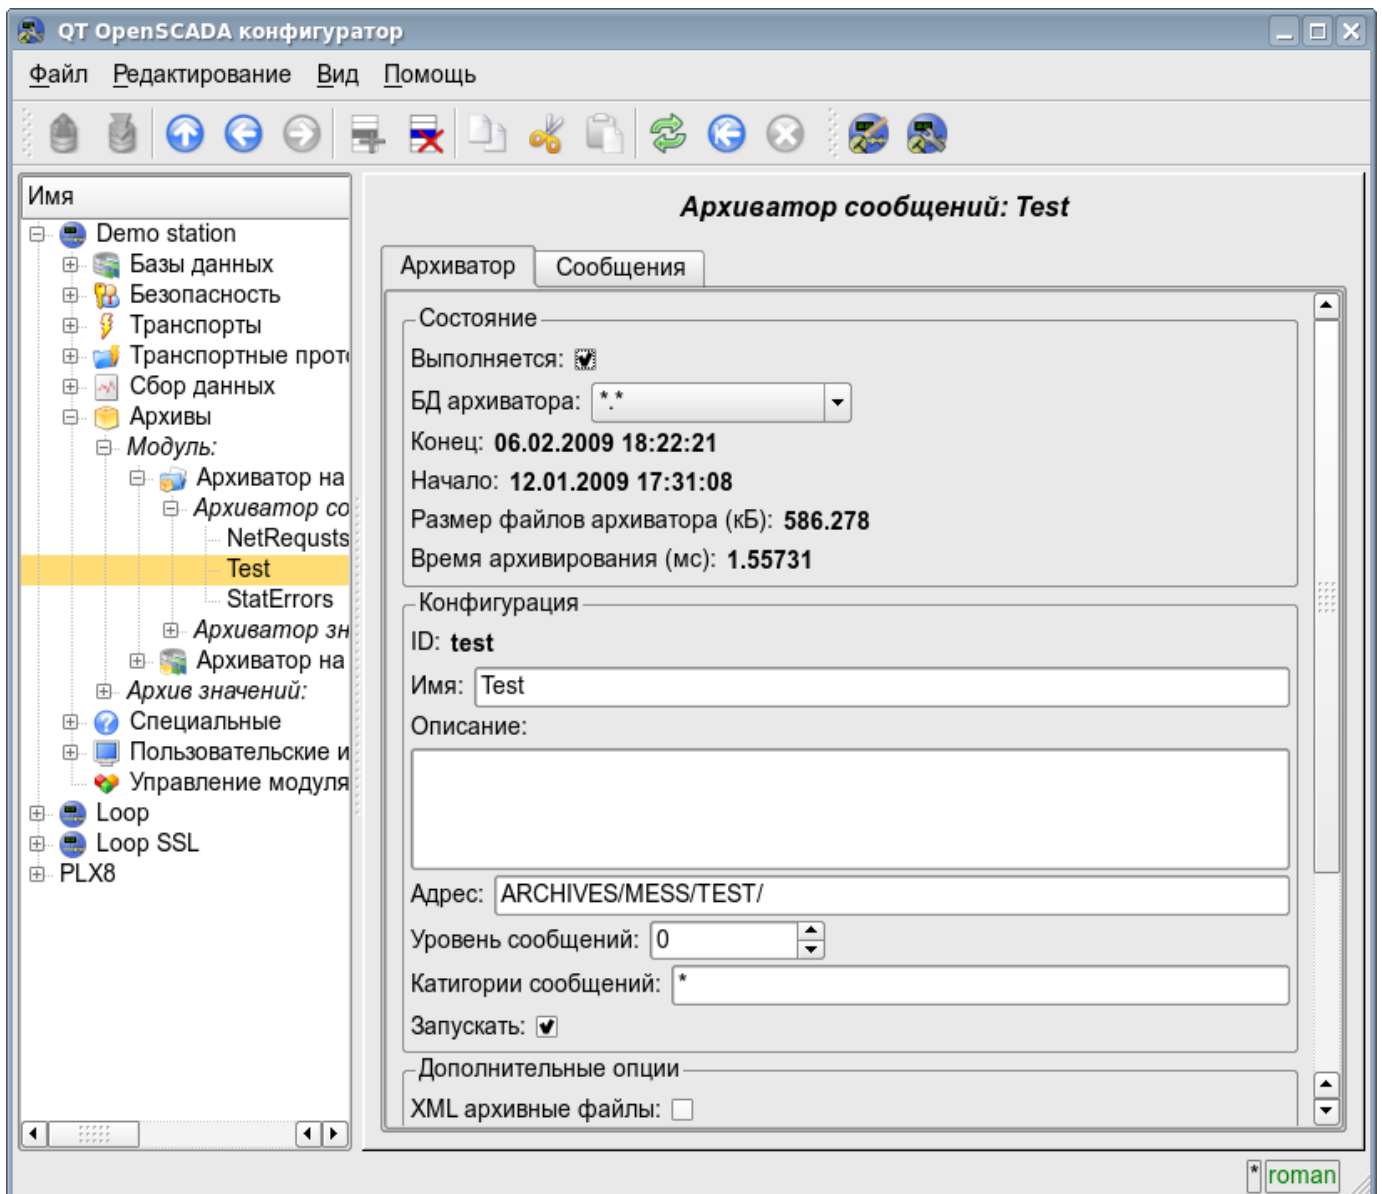 QT OpenSCADA конфигуратор
Файл Редактирование Вид Помощь
Имя
Demo station
Базы данных
Безопасность
Транспорты
Транспортные прото
Сбор данных
Архивы
Модуль:
Архиватор на
Архиватор со
NetRequsts
Test
StatErrors
Архиватор зн
Архиватор на
Архив значений:
Специальные
Пользовательские и
Управление модуля
Loop
Loop SSL
PLX8
Архиватор сообщений: Test
Архиватор Сообщения
Состояние
Выполняется:
БД архиватора: *.*
Конец: 06.02.2009 18:22:21
Начало: 12.01.2009 17:31:08
Размер файлов архиватора (кБ): 586.278
Время архивирования (мс): 1.55731
Конфигурация
ID: test
Имя: Test
Описание:
Адрес: ARCHIVES/MESS/TEST/
Уровень сообщений: 0
Катигории сообщений: *
Запускать:
Дополнительные опции
XML архивные файлы:
* roman